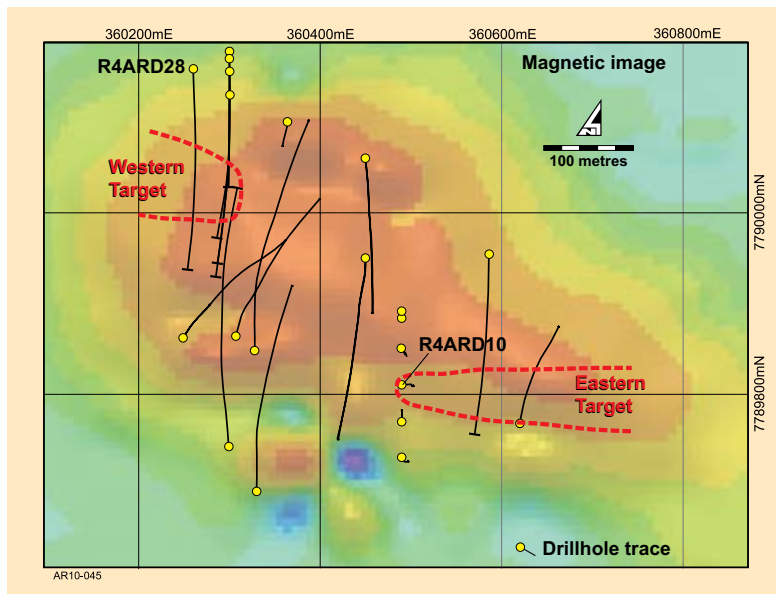 360200mE 360400mE 360600mE 360800mE
R4ARD28
Magnetic image
N
100 metres
Western
Target
7790000mN
R4ARD10
Eastern
Target
7789800mN
Drillhole trace
AR10-045